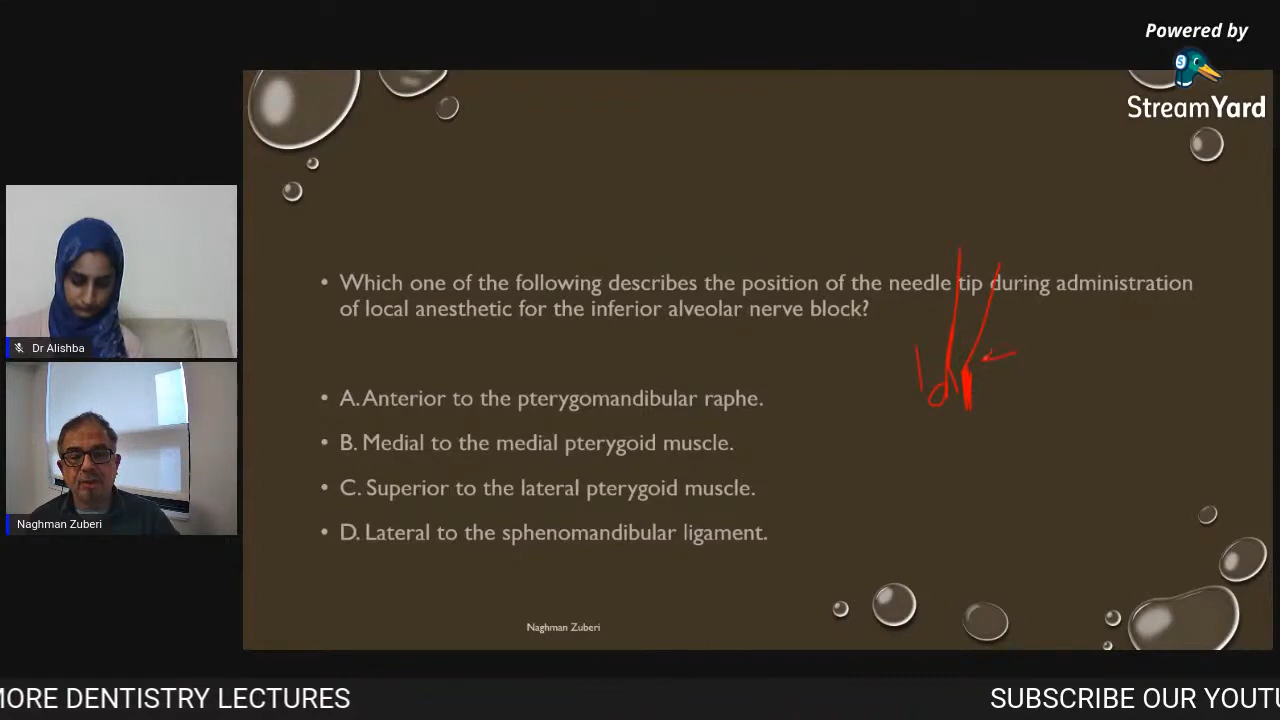 Powered by
StreamYard
• Which one of the following describes the position of the needle tip during administration
of local anesthetic for the inferior alveolar nerve block?
• A. Anterior to the pterygomandibular raphe.
• B. Medial to the medial pterygoid muscle.
• C. Superior to the lateral pterygoid muscle.
• D. Lateral to the sphenomandibular ligament.
Naghman Zuberi
Dr Alishba
Naghman Zuberi
MORE DENTISTRY LECTURES
SUBSCRIBE OUR